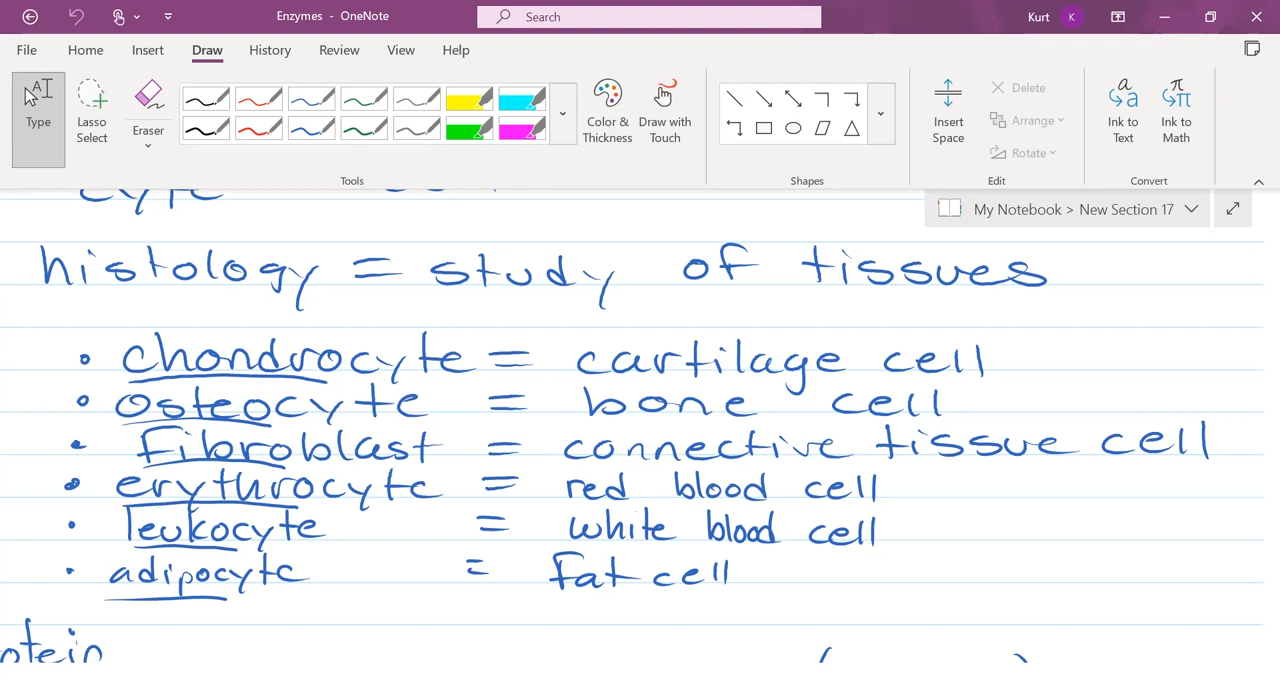 Enzymes - OneNote
Search
Kurt K
File Home Insert Draw History Review View Help
Type
Lasso Select
Eraser
Color & Thickness
Draw with Touch
Insert Space
Delete
Arrange
Rotate
Ink to Text
Ink to Math
Tools Shapes Edit Convert
My Notebook > New Section 17
cyte
histology = study of tissues
• chondrocyte = cartilage cell
• osteocyte = bone cell
• Fibroblast = connective tissue cell
• erythrocyte = red blood cell
• leukocyte = white blood cell
• adipocyte = fat cell
otein